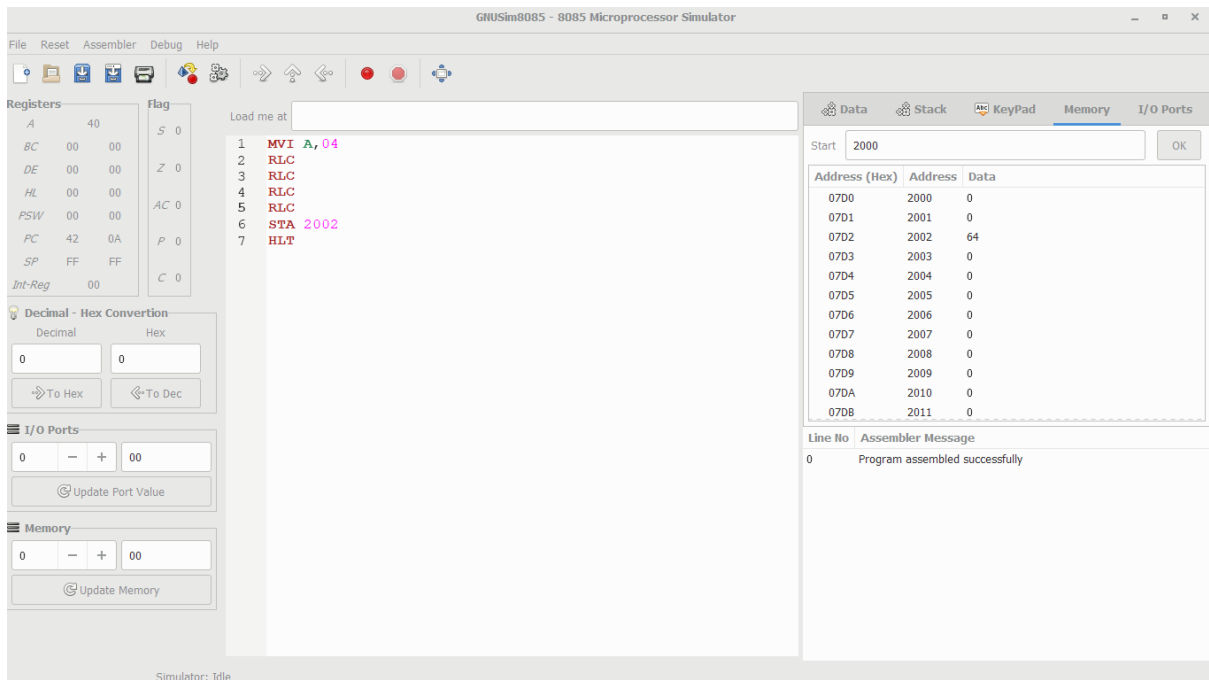 GNUSim8085 - 8085 Microprocessor Simulator
File Reset Assembler Debug Help
Registers
A 40
BC 00 00
DE 00 00
HL 00 00
PSW 00 00
PC 42 0A
SP FF FF
Int-Reg 00
Flag
S 0
Z 0
AC 0
P 0
C 0
Decimal - Hex Convertion
Decimal Hex
0 0
To Hex To Dec
I/O Ports
0 − + 00
Update Port Value
Memory
0 − + 00
Update Memory
Load me at
1 MVI A,04
2 RLC
3 RLC
4 RLC
5 RLC
6 STA 2002
7 HLT
Data Stack Abc KeyPad Memory I/O Ports
Start 2000 OK
Address (Hex) Address Data
07D0 2000 0
07D1 2001 0
07D2 2002 64
07D3 2003 0
07D4 2004 0
07D5 2005 0
07D6 2006 0
07D7 2007 0
07D8 2008 0
07D9 2009 0
07DA 2010 0
07DB 2011 0
Line No Assembler Message
0 Program assembled successfully
Simulator: Idle